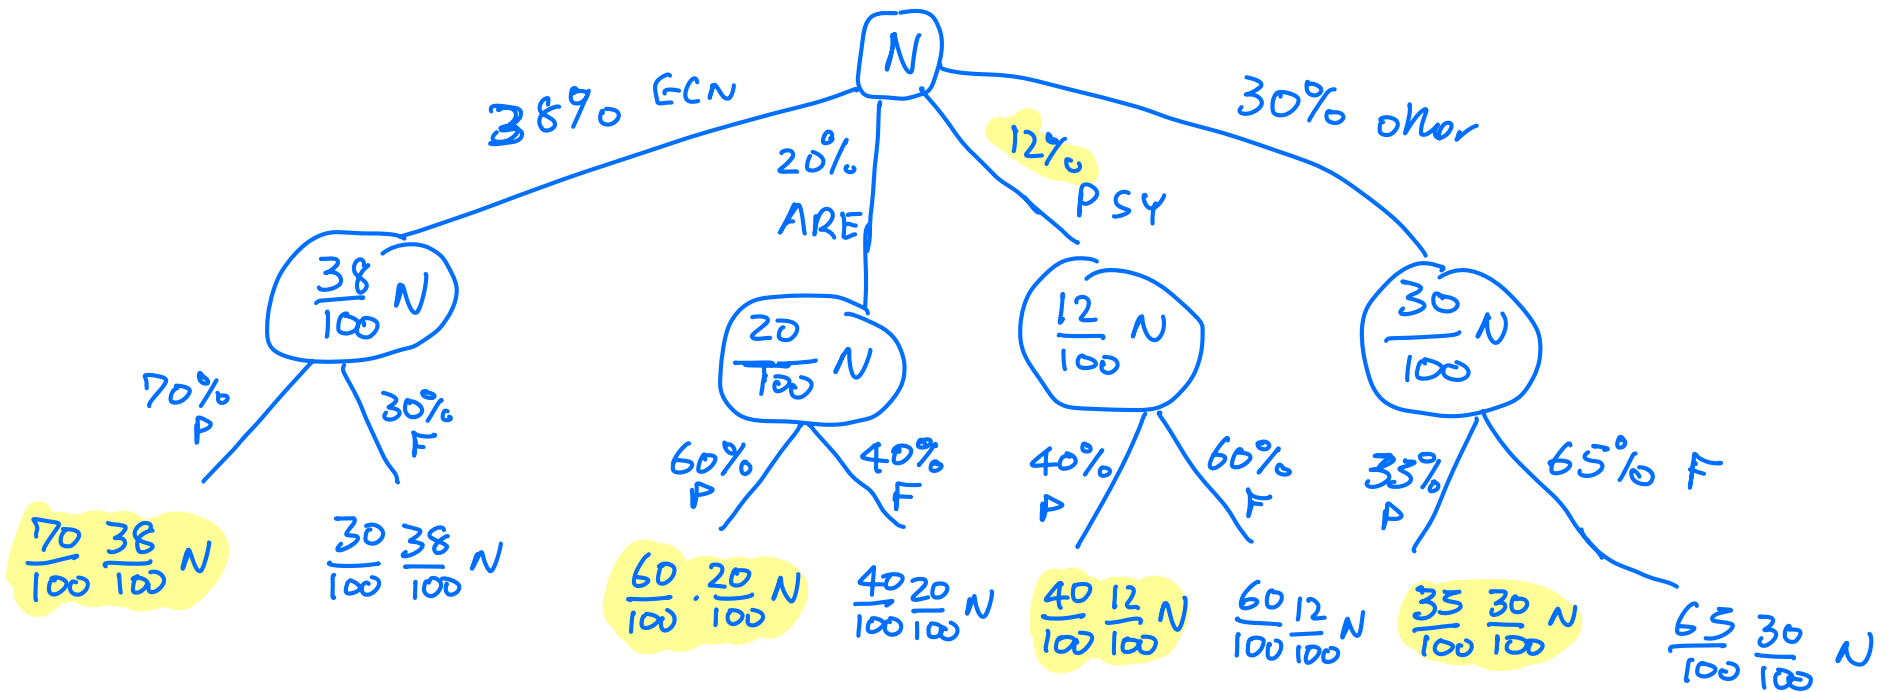 N
38% ECN
20%
ARE
12%
PSY
30% other
38/100 N
20/100 N
12/100 N
30/100 N
70%
P
30%
F
60%
P
40%
F
40%
P
60%
F
35%
P
65% F
70/100 38/100 N
30/100 38/100 N
60/100 . 20/100 N
40/100 20/100 N
40/100 12/100 N
60/100 12/100 N
35/100 30/100 N
65/100 30/100 N